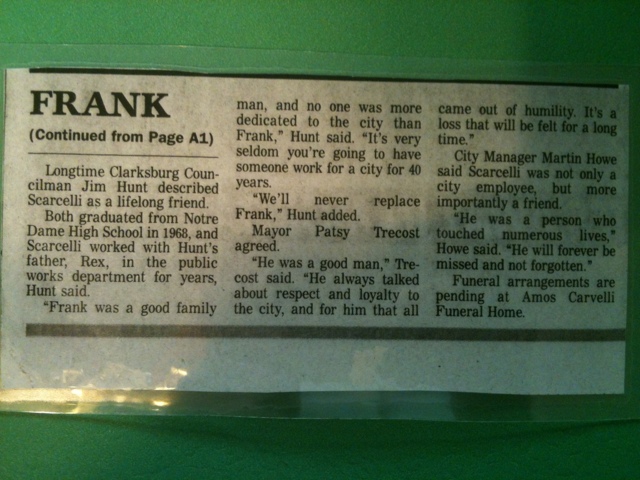 FRANK
(Continued from Page A1)
Longtime Clarksburg Coun-
cilman Jim Hunt described
Scarcelli as a lifelong friend.
Both graduated from Notre
Dame High School in 1968, and
Scarcelli worked with Hunt's
father, Rex, in the public
works department for years,
Hunt said.
"Frank was a good family
man, and no one was more
dedicated to the city than
Frank," Hunt said. "It's very
seldom you're going to have
someone work for a city for 40
years.
"We'll never replace
Frank," Hunt added.
Mayor Patsy Trecost
agreed.
"He was a good man," Tre-
cost said. "He always talked
about respect and loyalty to
the city, and for him that all
came out of humility. It's a
loss that will be felt for a long
time."
City Manager Martin Howe
said Scarcelli was not only a
city employee, but more
importantly a friend.
"He was a person who
touched numerous lives,"
Howe said. "He will forever be
missed and not forgotten."
Funeral arrangements are
pending at Amos Carvelli
Funeral Home.